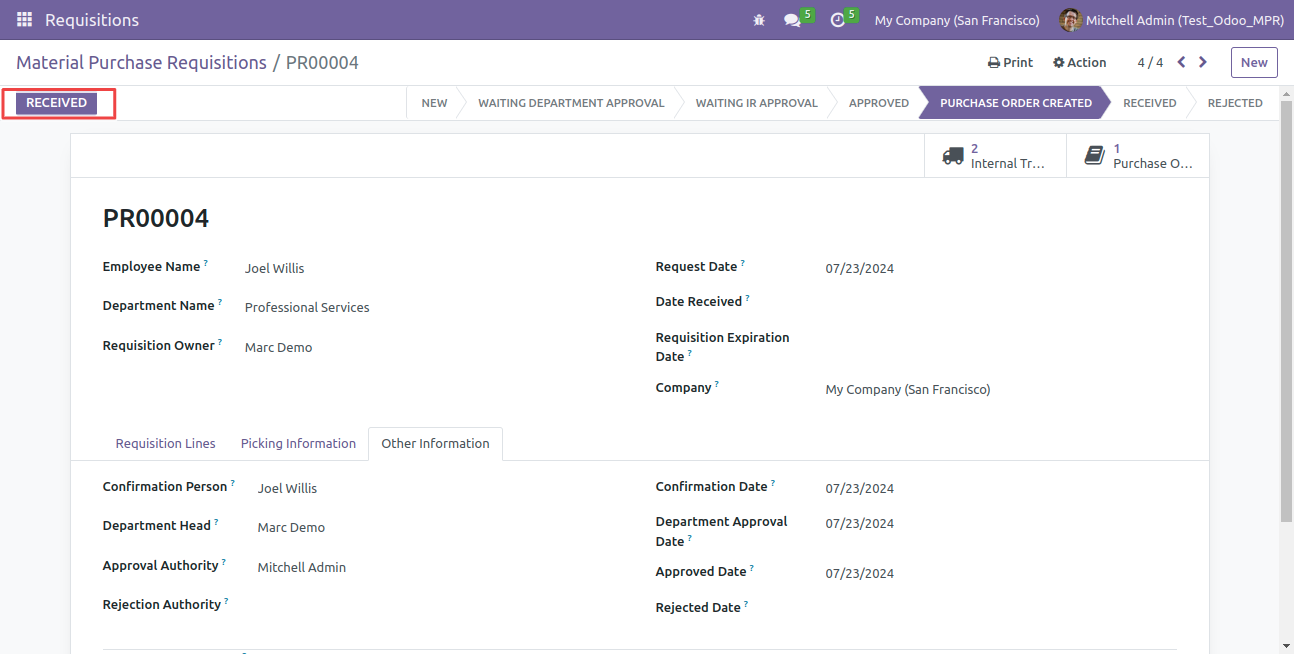 Requisitions 5 5 My Company (San Francisco) Mitchell Admin (Test_Odoo_MPR)
Material Purchase Requisitions / PR00004 Print Action 4 / 4 New
RECEIVED NEW WAITING DEPARTMENT APPROVAL WAITING IR APPROVAL APPROVED PURCHASE ORDER CREATED RECEIVED REJECTED
2 Internal Tr... 1 Purchase O...
PR00004
Employee Name ? Joel Willis Request Date ? 07/23/2024
Department Name ? Professional Services Date Received ?
Requisition Owner ? Marc Demo Requisition Expiration
Date ?
Company ? My Company (San Francisco)
Requisition Lines Picking Information Other Information
Confirmation Person ? Joel Willis Confirmation Date ? 07/23/2024
Department Head ? Marc Demo Department Approval
Date ? 07/23/2024
Approval Authority ? Mitchell Admin Approved Date ? 07/23/2024
Rejection Authority ? Rejected Date ?